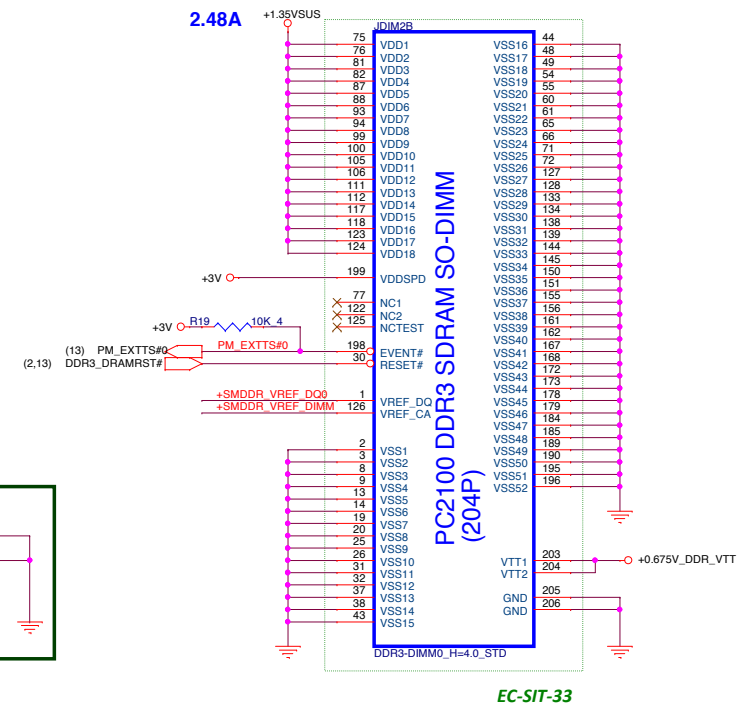 2.48A
+1.35VSUS
JDIM2B
75 VDD1
76 VDD2
81 VDD3
82 VDD4
87 VDD5
88 VDD6
93 VDD7
94 VDD8
99 VDD9
100 VDD10
105 VDD11
106 VDD12
111 VDD13
112 VDD14
117 VDD15
118 VDD16
123 VDD17
124 VDD18
+3V 199 VDDSPD
77 NC1
122 NC2
125 NCTEST
+3V R19 10K_4
(13) PM_EXTTS#0 PM_EXTTS#0 198 EVENT#
(2,13) DDR3_DRAMRST# 30 RESET#
+SMDDR_VREF_DQ0 1 VREF_DQ
+SMDDR_VREF_DIMM 126 VREF_CA
2 VSS1
3 VSS2
8 VSS3
9 VSS4
13 VSS5
14 VSS6
19 VSS7
20 VSS8
25 VSS9
26 VSS10
31 VSS11
32 VSS12
37 VSS13
38 VSS14
43 VSS15
PC2100 DDR3 SDRAM SO-DIMM
(204P)
VSS16 44
VSS17 48
VSS18 49
VSS19 54
VSS20 55
VSS21 60
VSS22 61
VSS23 65
VSS24 66
VSS25 71
VSS26 72
VSS27 127
VSS28 128
VSS29 133
VSS30 134
VSS31 138
VSS32 139
VSS33 144
VSS34 145
VSS35 150
VSS36 151
VSS37 155
VSS38 156
VSS39 161
VSS40 162
VSS41 167
VSS42 168
VSS43 172
VSS44 173
VSS45 178
VSS46 179
VSS47 184
VSS48 185
VSS49 189
VSS50 190
VSS51 195
VSS52 196
VTT1 203 +0.675V_DDR_VTT
VTT2 204
GND 205
GND 206
DDR3-DIMM0_H=4.0_STD
EC-SIT-33